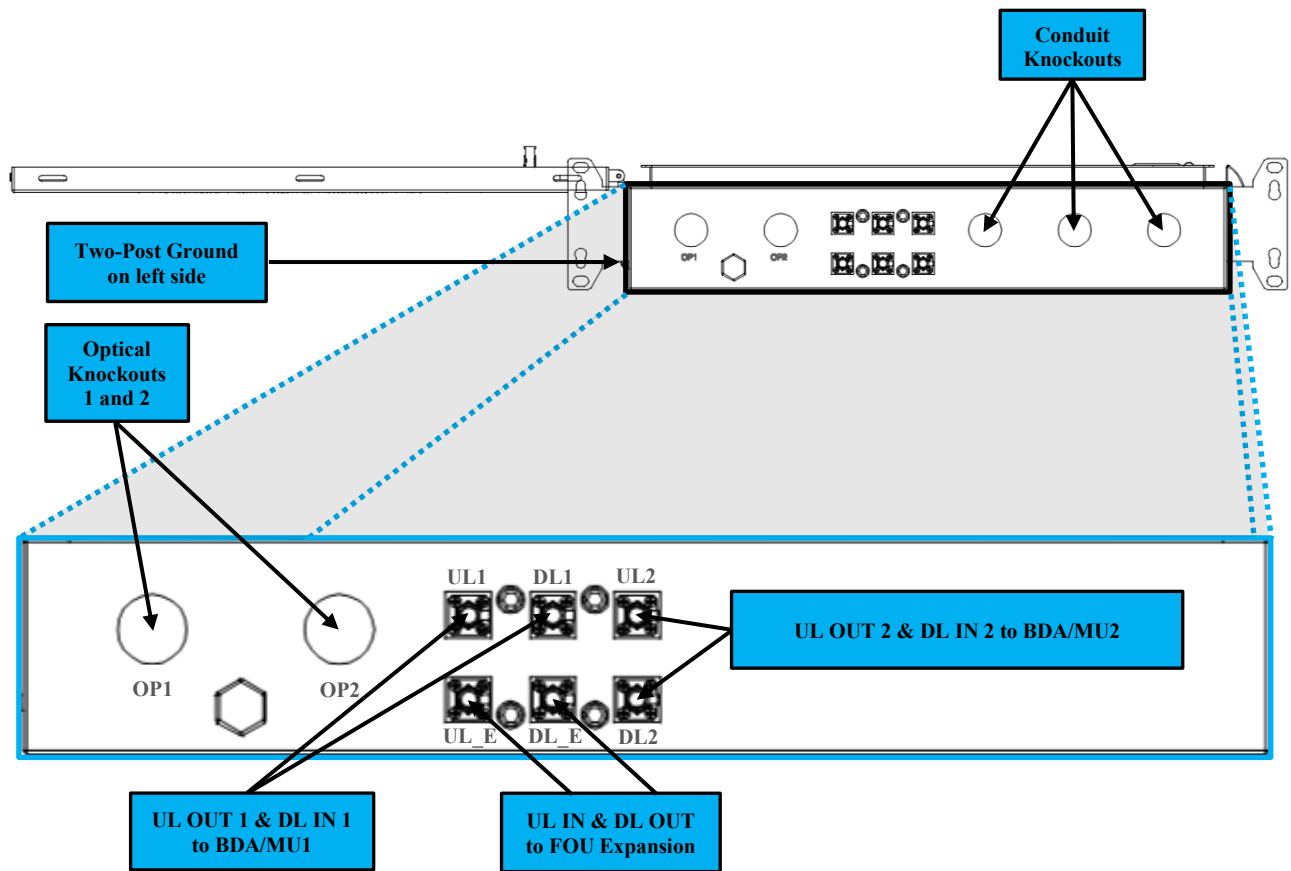 Conduit
Knockouts
Two-Post Ground
on left side
OP1
OP2
Optical
Knockouts
1 and 2
UL1
DL1
UL2
UL OUT 2 & DL IN 2 to BDA/MU2
OP1
OP2
UL_E
DL_E
DL2
UL OUT 1 & DL IN 1
to BDA/MU1
UL IN & DL OUT
to FOU Expansion